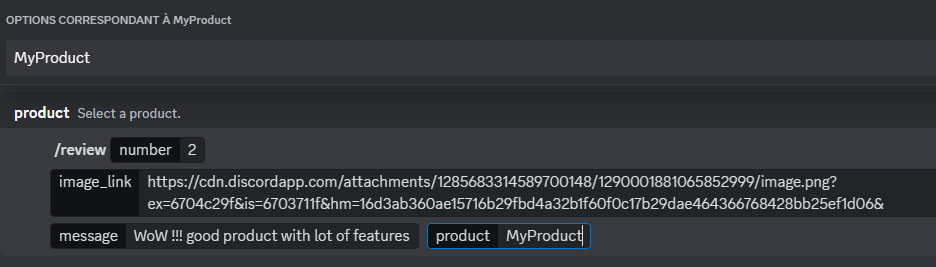 OPTIONS CORRESPONDANT À MyProduct
MyProduct
product Select a product.
/review number 2
image_link https://cdn.discordapp.com/attachments/1285683314589700148/1290001881065852999/image.png?
ex=6704c29f&is=6703711f&hm=16d3ab360ae15716b29fbd4a32b1f60f0c17b29dae464366768428bb25ef1d06&
message WoW !!! good product with lot of features product MyProduct